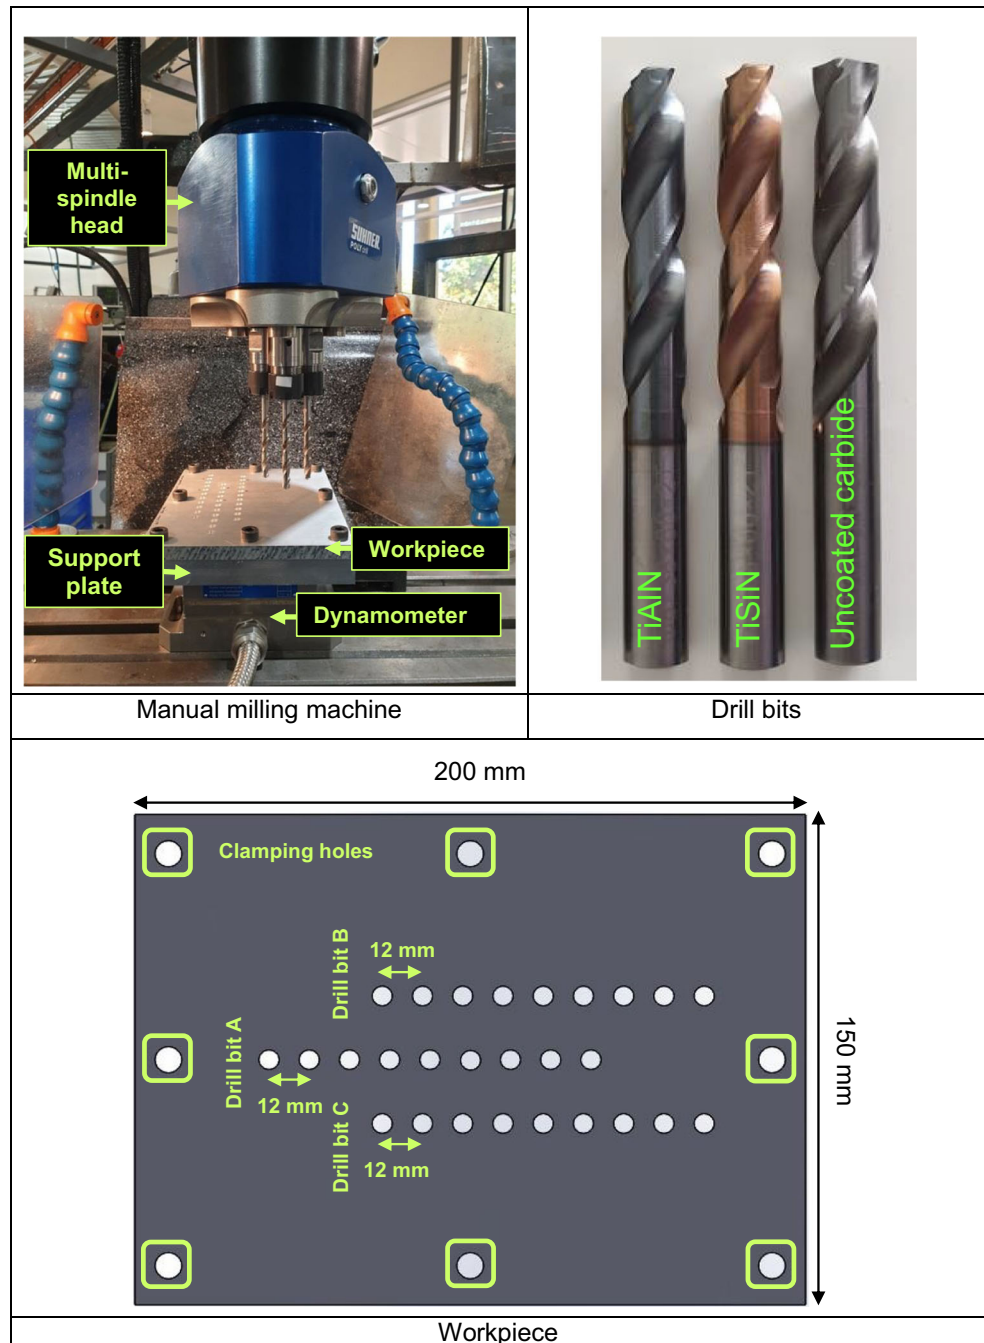 Multi-
spindle
head
SUHNER
Workpiece
Support
plate
Dynamometer
TiAlN
TiSiN
Uncoated carbide
Manual milling machine
Drill bits
200 mm
Clamping holes
Drill bit B
12 mm
Drill bit A
12 mm
Drill bit C
12 mm
150 mm
Workpiece